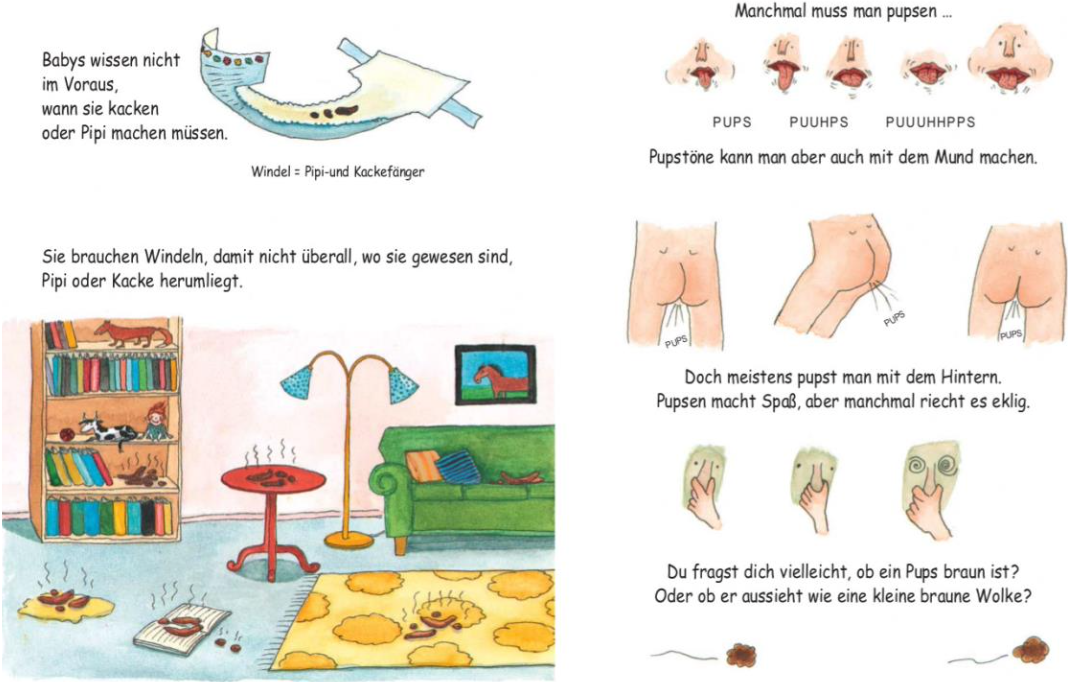 Babys wissen nicht
im Voraus,
wann sie kacken
oder Pipi machen müssen.
Windel = Pipi-und Kackefänger
Sie brauchen Windeln, damit nicht überall, wo sie gewesen sind,
Pipi oder Kacke herumliegt.
Manchmal muss man pupsen ...
PUPS PUUHPS PUUUHHPPS
Pupstöne kann man aber auch mit dem Mund machen.
PUPS
PUPS
PUPS
Doch meistens pupst man mit dem Hintern.
Pupsen macht Spaß, aber manchmal riecht es eklig.
Du fragst dich vielleicht, ob ein Pups braun ist?
Oder ob er aussieht wie eine kleine braune Wolke?